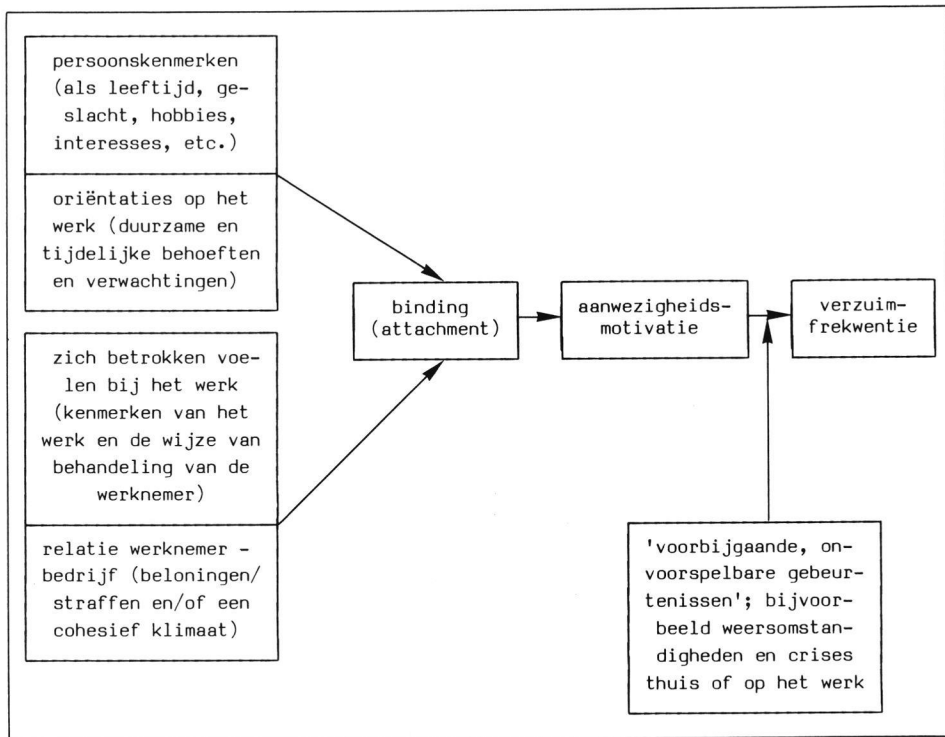 persoonskenmerken
(als leeftijd, ge-
slacht, hobbies,
interesses, etc.)
oriëntaties op het
werk (duurzame en
tijdelijke behoeften
en verwachtingen)
binding
(attachment)
aanwezigheids-
motivatie
verzuim-
frekwentie
zich betrokken voe-
len bij het werk
(kenmerken van het
werk en de wijze van
behandeling van de
werknemer)
relatie werknemer -
bedrijf (beloningen/
straffen en/of een
cohesief klimaat)
'voorbijgaande, on-
voorspelbare gebeur-
tenissen'; bijvoor-
beeld weersomstan-
digheden en crises
thuis of op het werk